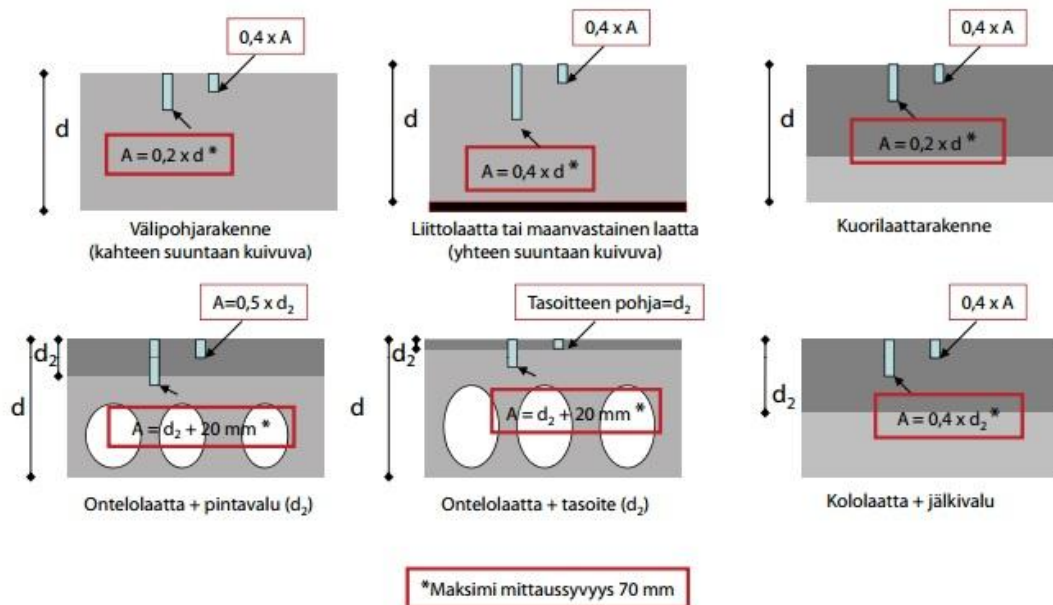 0,4 x A
d
A = 0,2 x d *
Välipohjarakenne
(kahteen suuntaan kuivuva)
0,4 x A
d
A = 0,4 x d *
Liittolaatta tai maanvastainen laatta
(yhteen suuntaan kuivuva)
0,4 x A
d
A = 0,2 x d *
Kuorilaattarakenne
A=0,5 x d₂
d₂
d
A = d₂ + 20 mm *
Ontelolaatta + pintavalu (d₂)
Tasoitteen pohja=d₂
d₂
d
A = d₂ + 20 mm *
Ontelolaatta + tasoite (d₂)
0,4 x A
d₂
A = 0,4 x d₂ *
Kololaatta + jälkivalu
*Maksimi mittaussyvyys 70 mm